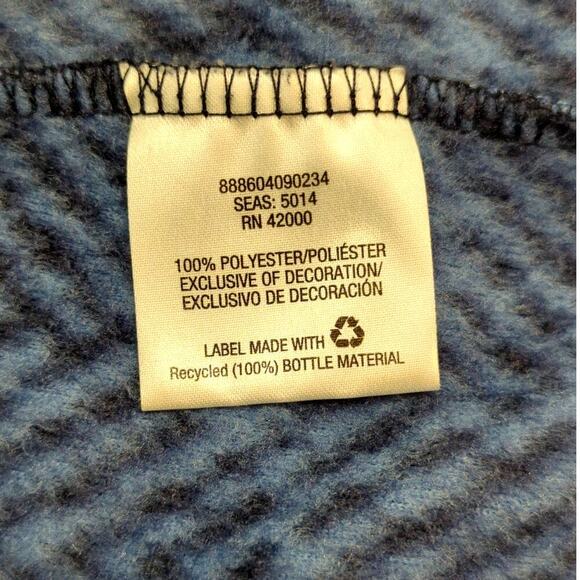 888604090234
SEAS: 5014
RN 42000
100% POLYESTER/POLIÉSTER
EXCLUSIVE OF DECORATION/
EXCLUSIVO DE DECORACIÓN
LABEL MADE WITH
Recycled (100%) BOTTLE MATERIAL